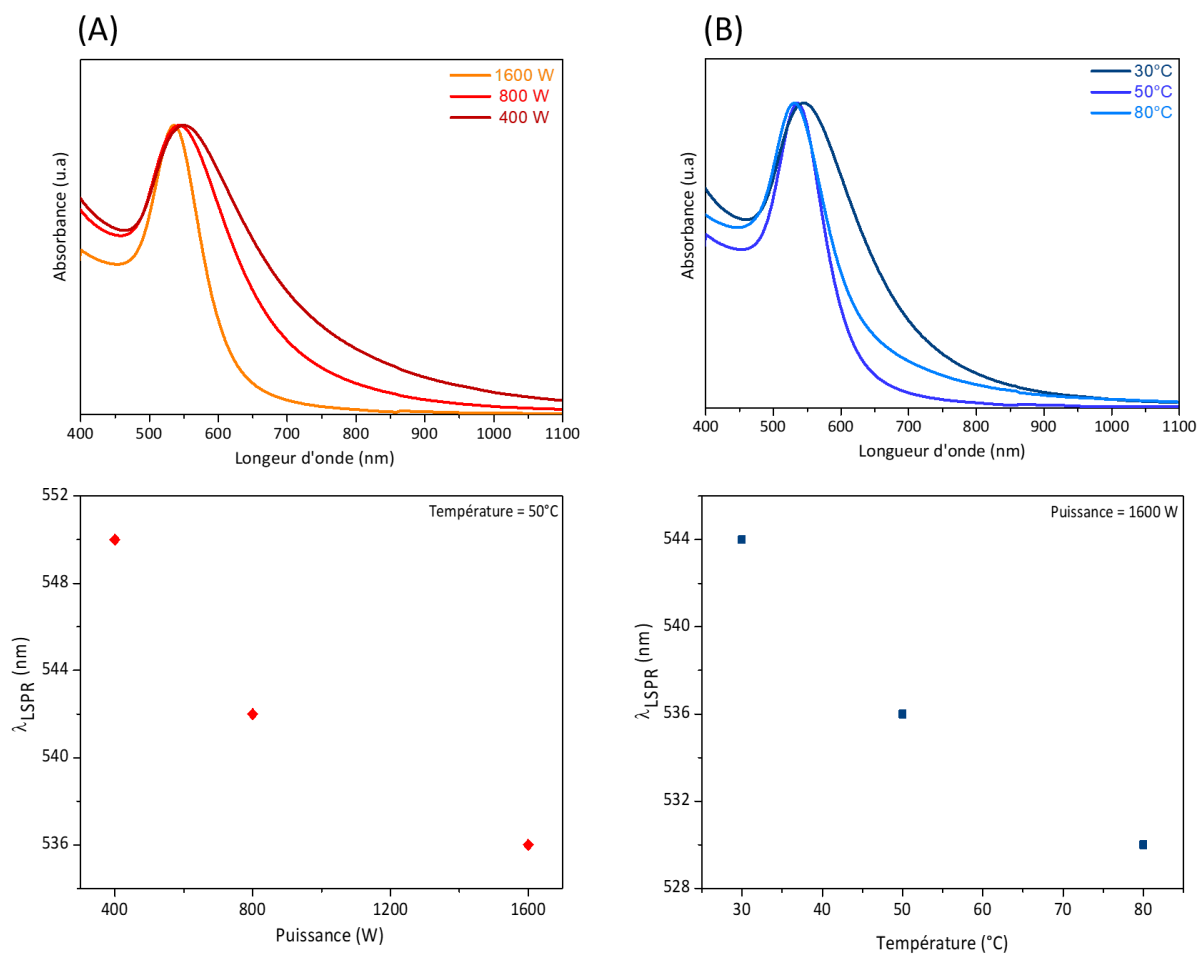 (A)
1600 W
800 W
400 W
Absorbance (u.a)
400 500 600 700 800 900 1000 1100
Longeur d'onde (nm)
(B)
30°C
50°C
80°C
Absorbance (u.a)
400 500 600 700 800 900 1000 1100
Longueur d'onde (nm)
552
548
544
540
536
λLSPR (nm)
Température = 50°C
400 800 1200 1600
Puissance (W)
544
540
536
532
528
λLSPR (nm)
Puissance = 1600 W
30 40 50 60 70 80
Température (°C)